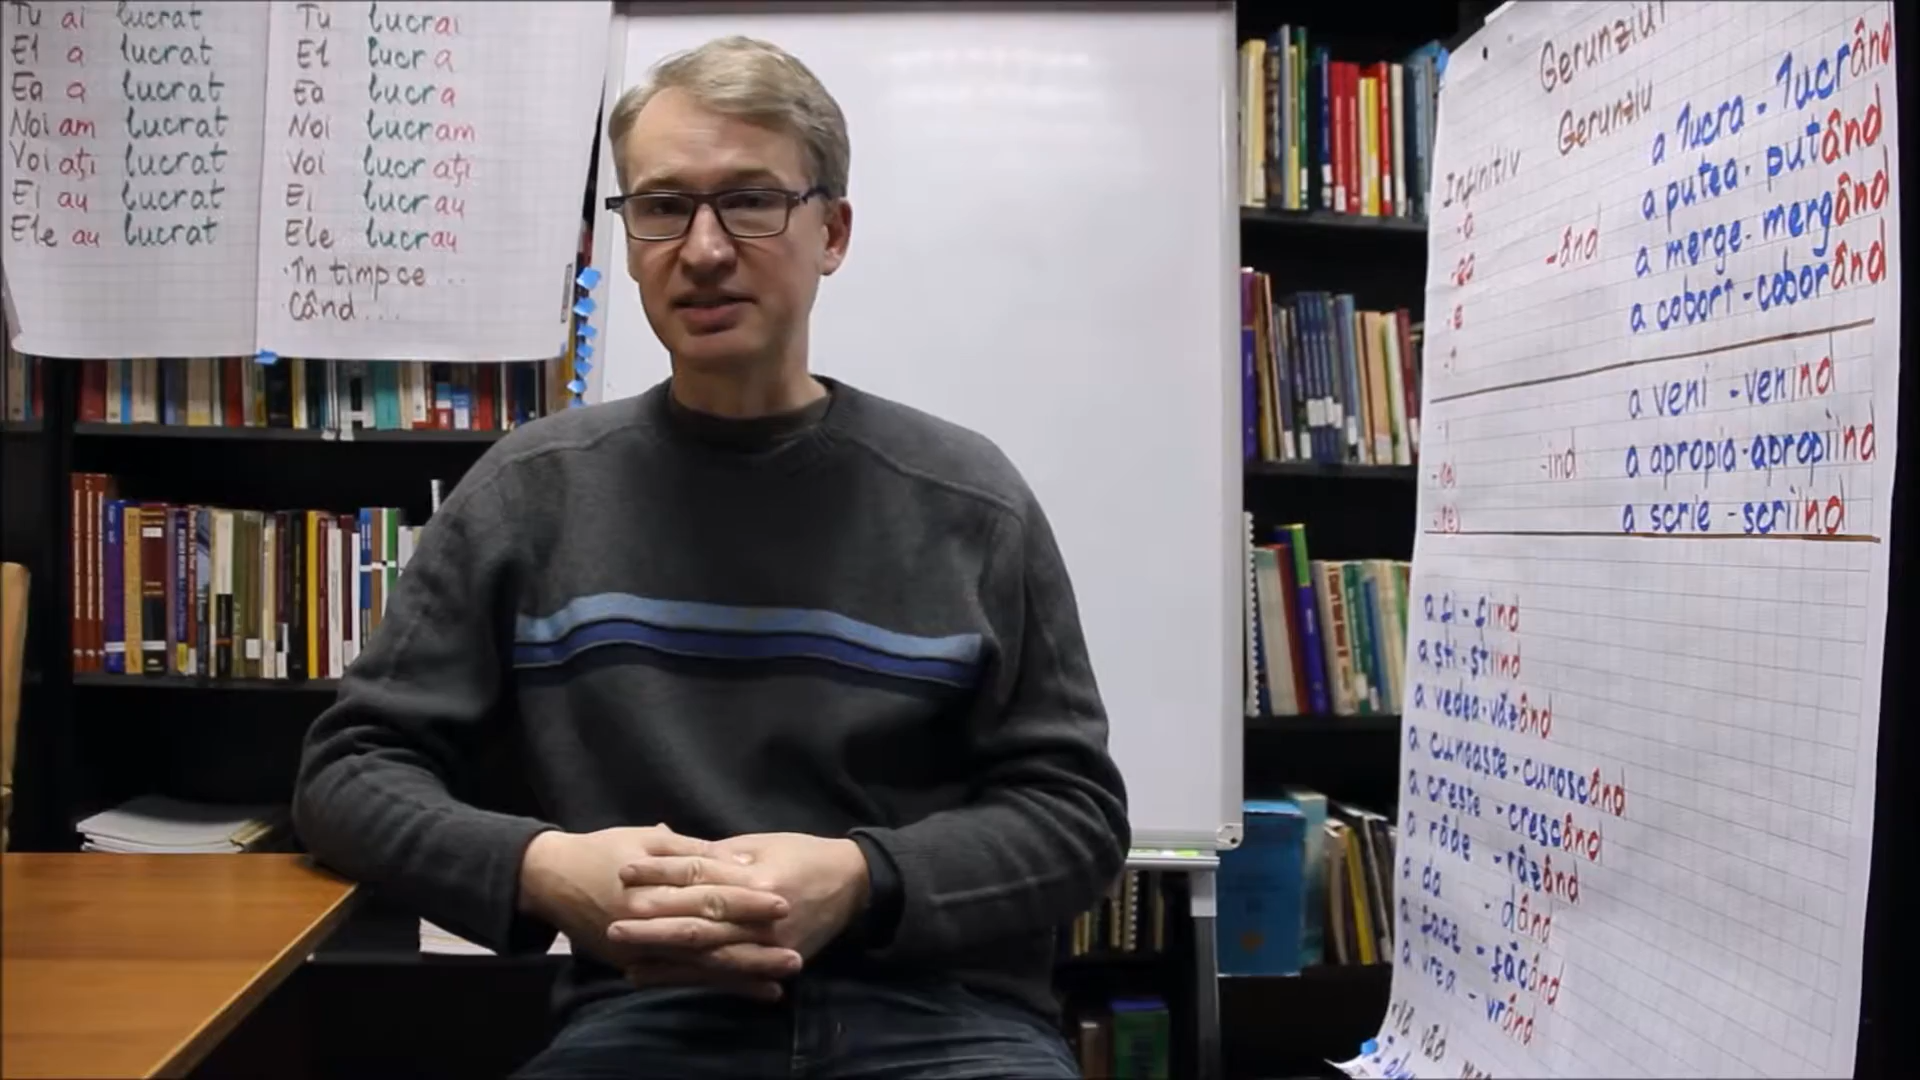 Tu ai lucrat
El a lucrat
Ea a lucrat
Noi am lucrat
Voi ați lucrat
Ei au lucrat
Ele au lucrat
Tu lucrai
El lucra
Ea lucra
Noi lucram
Voi lucrați
Ei lucrau
Ele lucrau
·În timp ce ...
·Când ...
Gerunziul
Infinitiv Gerunziu
-a
-ea
-e
-ând
a lucra - lucrând
a putea - putând
a merge - mergând
a coborî - coborând
-ind
a veni - venind
a apropia - apropiind
a scrie - scriind
a fi - fiind
a ști - știind
a vedea - văzând
a cunoaște - cunoscând
a crește - crescând
a râde - râzând
a da - dând
a face - făcând
a vrea - vrând
văd